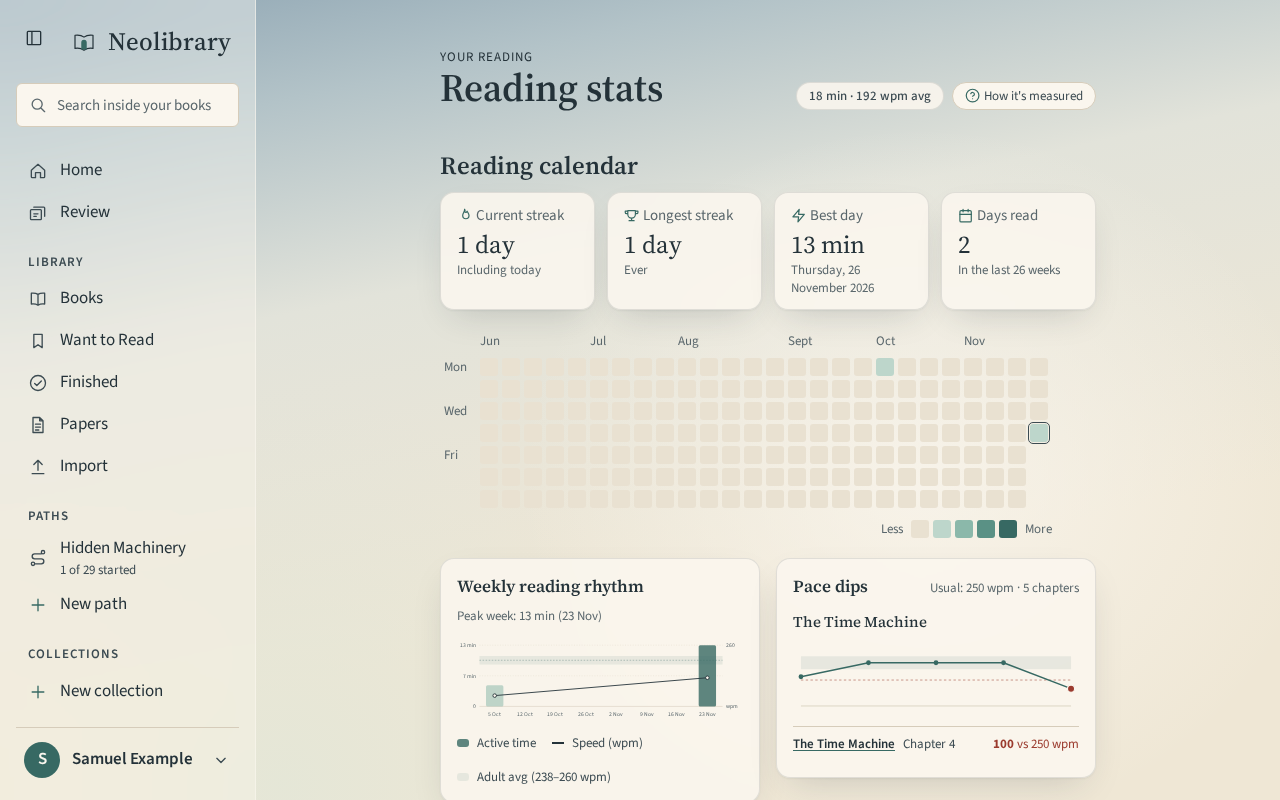 Neolibrary
Search inside your books
Home
Review
LIBRARY
Books
Want to Read
Finished
Papers
Import
PATHS
Hidden Machinery
1 of 29 started
New path
COLLECTIONS
New collection
S
Samuel Example
YOUR READING
Reading stats
18 min · 192 wpm avg
How it's measured
Reading calendar
Current streak
1 day
Including today
Longest streak
1 day
Ever
Best day
13 min
Thursday, 26
November 2026
Days read
2
In the last 26 weeks
Jun Jul Aug Sept Oct Nov
Mon
Wed
Fri
Less More
Weekly reading rhythm
Peak week: 13 min (23 Nov)
13 min 260
7 min
0 wpm
5 Oct 12 Oct 19 Oct 26 Oct 2 Nov 9 Nov 16 Nov 23 Nov
Active time Speed (wpm)
Adult avg (238–260 wpm)
Pace dips
Usual: 250 wpm · 5 chapters
The Time Machine
The Time Machine Chapter 4 100 vs 250 wpm